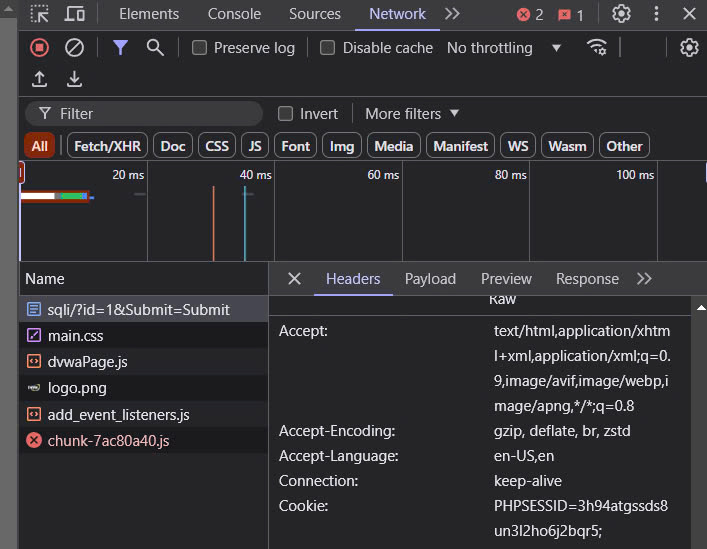 Elements Console Sources Network 2 1
Preserve log Disable cache No throttling
Filter Invert More filters
All Fetch/XHR Doc CSS JS Font Img Media Manifest WS Wasm Other
20 ms 40 ms 60 ms 80 ms 100 ms
Name
Headers Payload Preview Response
sqli/?id=1&Submit=Submit
main.css
dvwaPage.js
logo.png
add_event_listeners.js
chunk-7ac80a40.js
Raw
Accept: text/html,application/xhtm
l+xml,application/xml;q=0.
9,image/avif,image/webp,i
mage/apng,*/*;q=0.8
Accept-Encoding: gzip, deflate, br, zstd
Accept-Language: en-US,en
Connection: keep-alive
Cookie: PHPSESSID=3h94atgssds8
un3l2ho6j2bqr5;